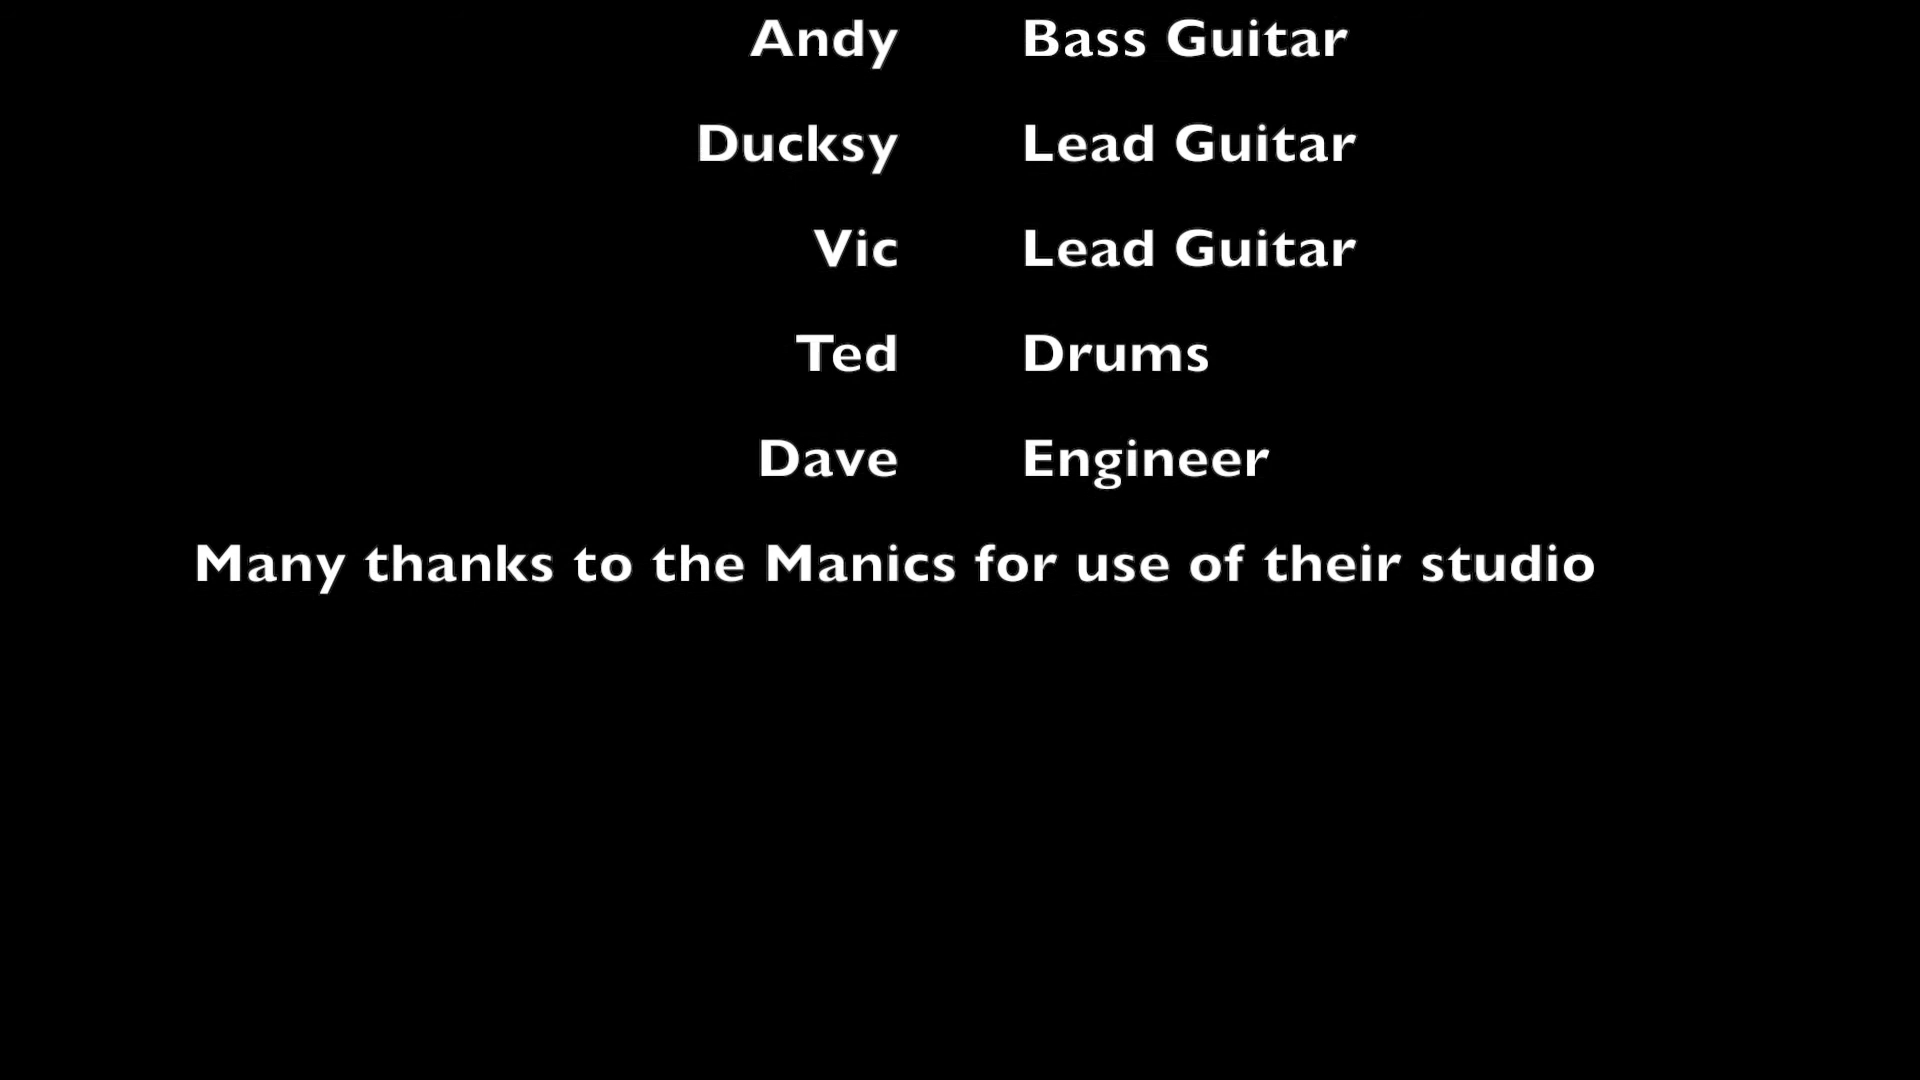 Andy Bass Guitar
Ducksy Lead Guitar
Vic Lead Guitar
Ted Drums
Dave Engineer
Many thanks to the Manics for use of their studio